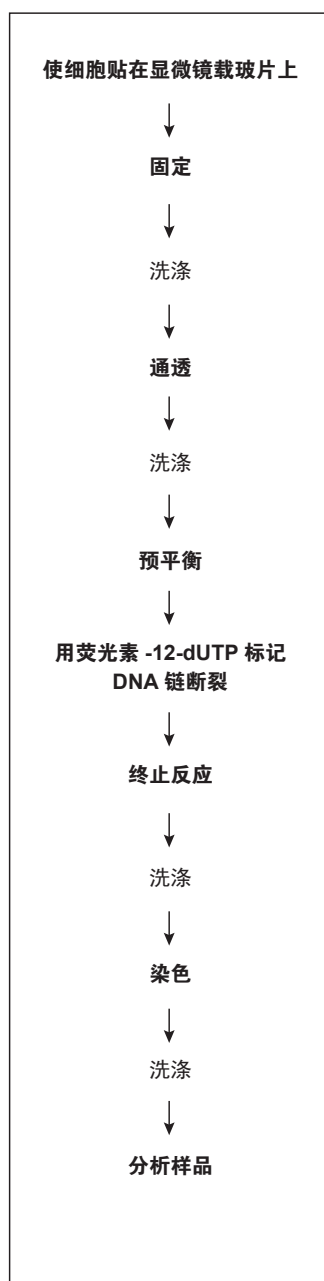 使细胞贴在显微镜载玻片上
固定
洗涤
通透
洗涤
预平衡
用荧光素 -12-dUTP 标记
DNA 链断裂
终止反应
洗涤
染色
洗涤
分析样品